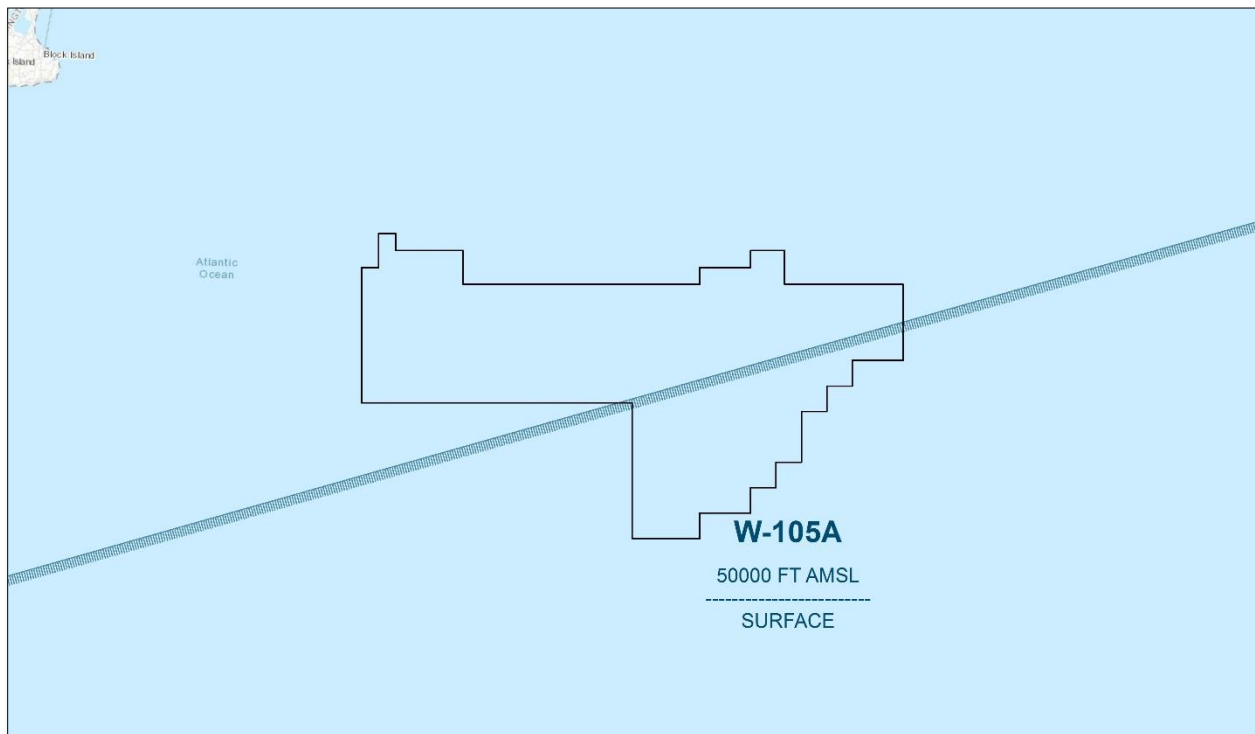 Block Island
Island
Atlantic
Ocean
W-105A
50000 FT AMSL
SURFACE